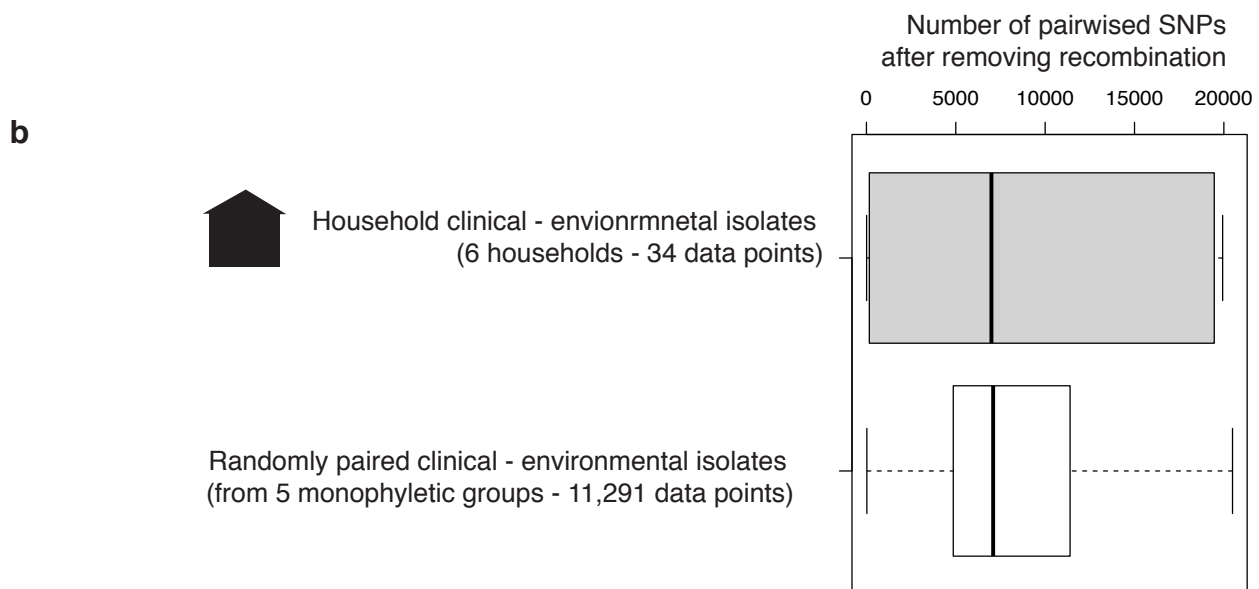 Number of pairwised SNPs
after removing recombination
0 5000 10000 15000 20000
b
Household clinical - envionrmnetal isolates
(6 households - 34 data points)
Randomly paired clinical - environmental isolates
(from 5 monophyletic groups - 11,291 data points)